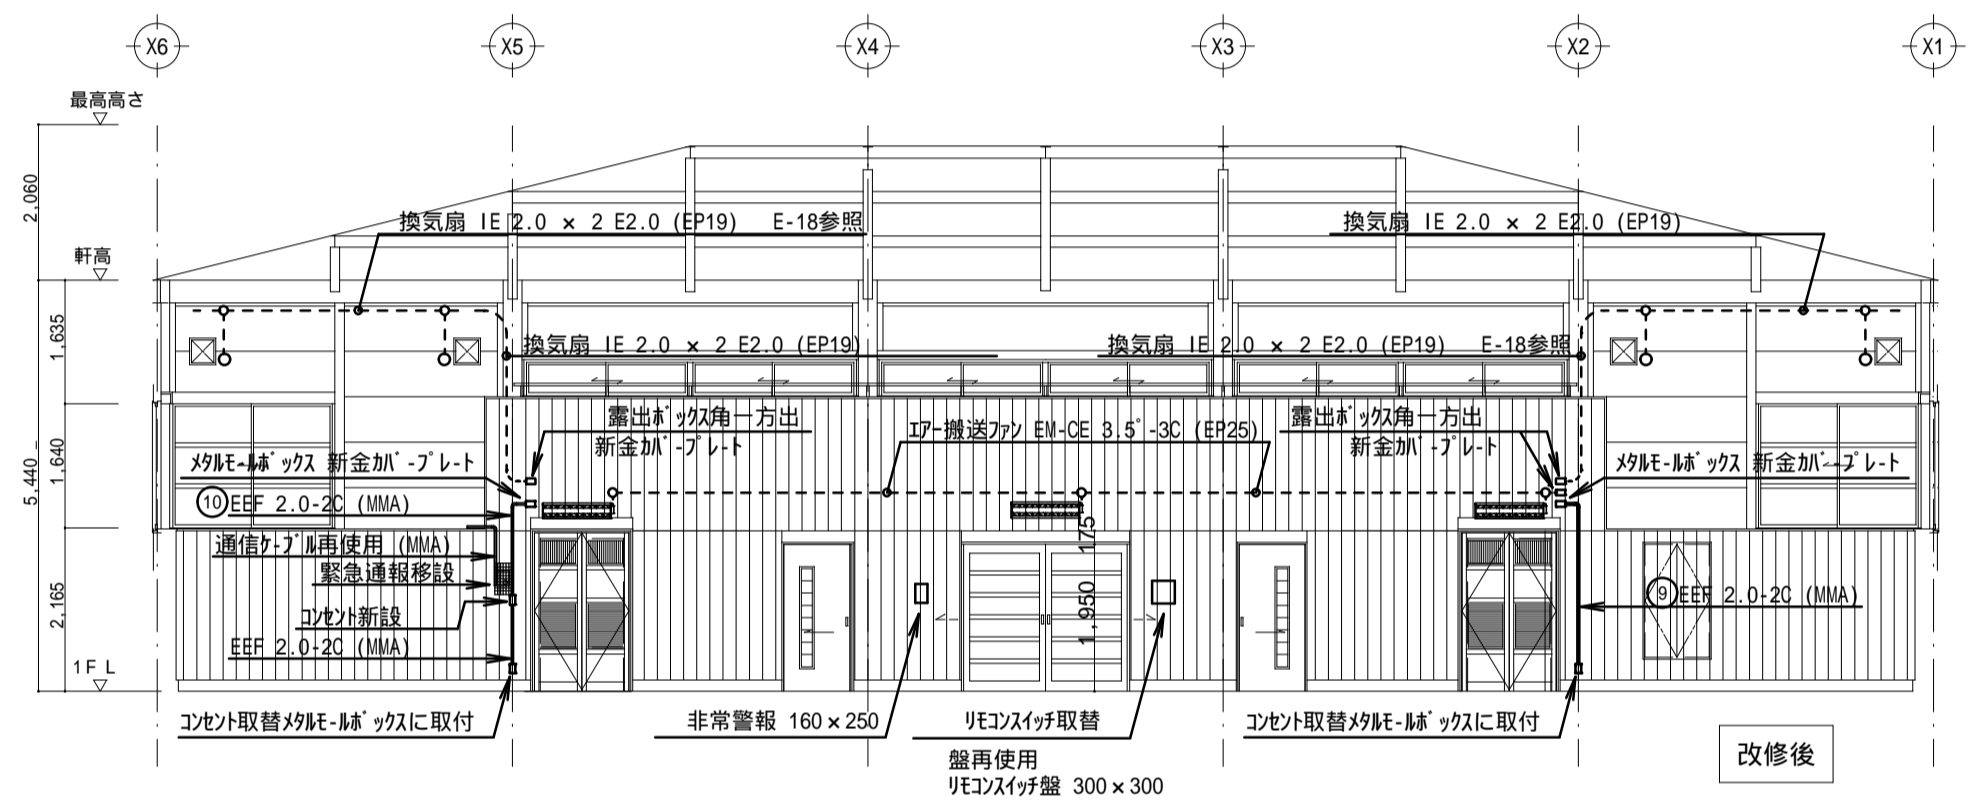 X6 X5 X4 X3 X2 X1
最高高さ
2,060
換気扇 IE 2.0 × 2 E2.0 (EP19) E-18参照
換気扇 IE 2.0 × 2 E2.0 (EP19)
軒高
1,635
換気扇 IE 2.0 × 2 E2.0 (EP19)
換気扇 IE 2.0 × 2 E2.0 (EP19) E-18参照
露出ボックス角一方出
新金カバープレート
エアー搬送ファン EM-CE 3.5°-3C (EP25)
露出ボックス角一方出
新金カバープレート
5,440
1,640
メタルモールボックス 新金カバープレート
メタルモールボックス 新金カバープレート
10 EEF 2.0-2C (MMA)
通信ケーブル再使用 (MMA)
緊急通報移設
コンセント新設
EEF 2.0-2C (MMA)
175
1,950
9 EEF 2.0-2C (MMA)
2,165
1FL
コンセント取替メタルモールボックスに取付
非常警報 160×250
リモコンスイッチ取替
盤再使用
リモコンスイッチ盤 300×300
コンセント取替メタルモールボックスに取付
改修後